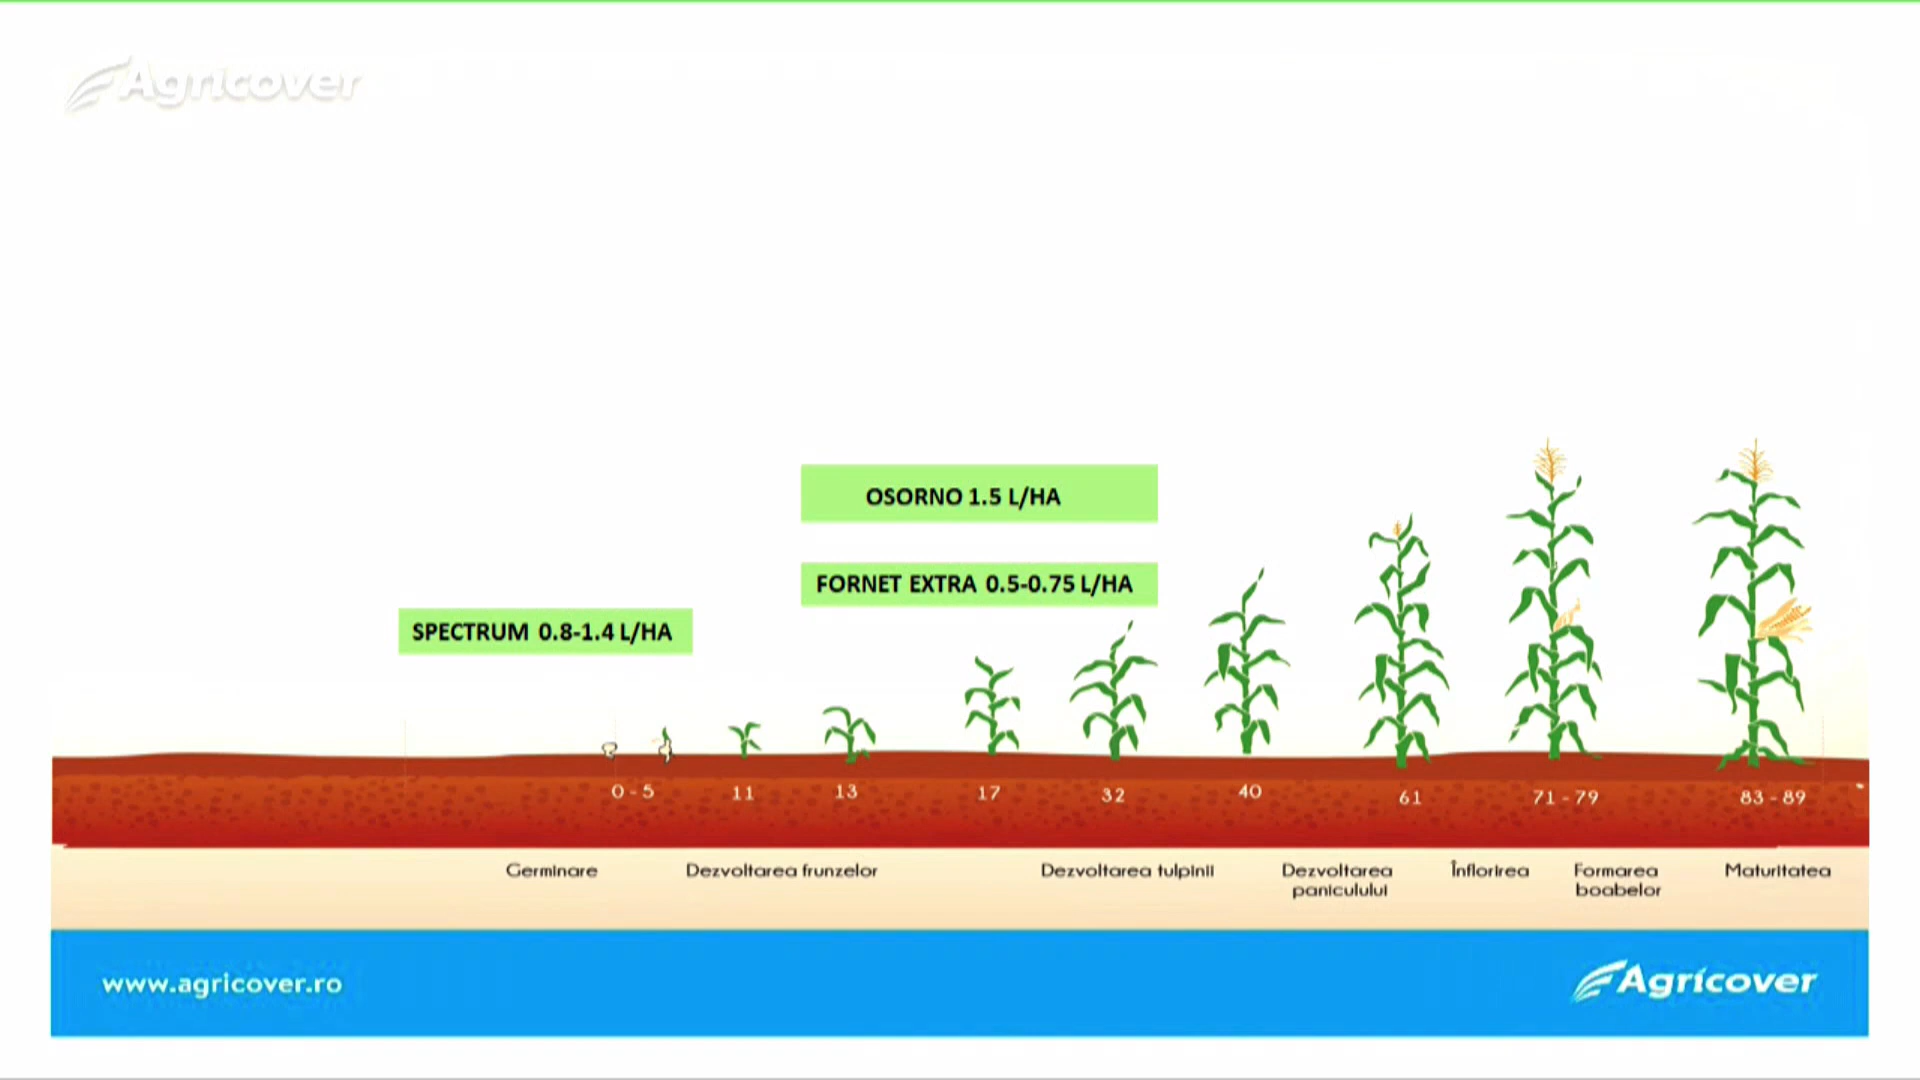 Agricover
OSORNO 1.5 L/HA
FORNET EXTRA 0.5-0.75 L/HA
SPECTRUM 0.8-1.4 L/HA
0 - 5 11 13 17 32 40 61 71 - 79 83 - 89
Germinare Dezvoltarea frunzelor Dezvoltarea tulpinii Dezvoltarea Înflorirea Formarea Maturitatea
paniculului boabelor
www.agricover.ro Agricover